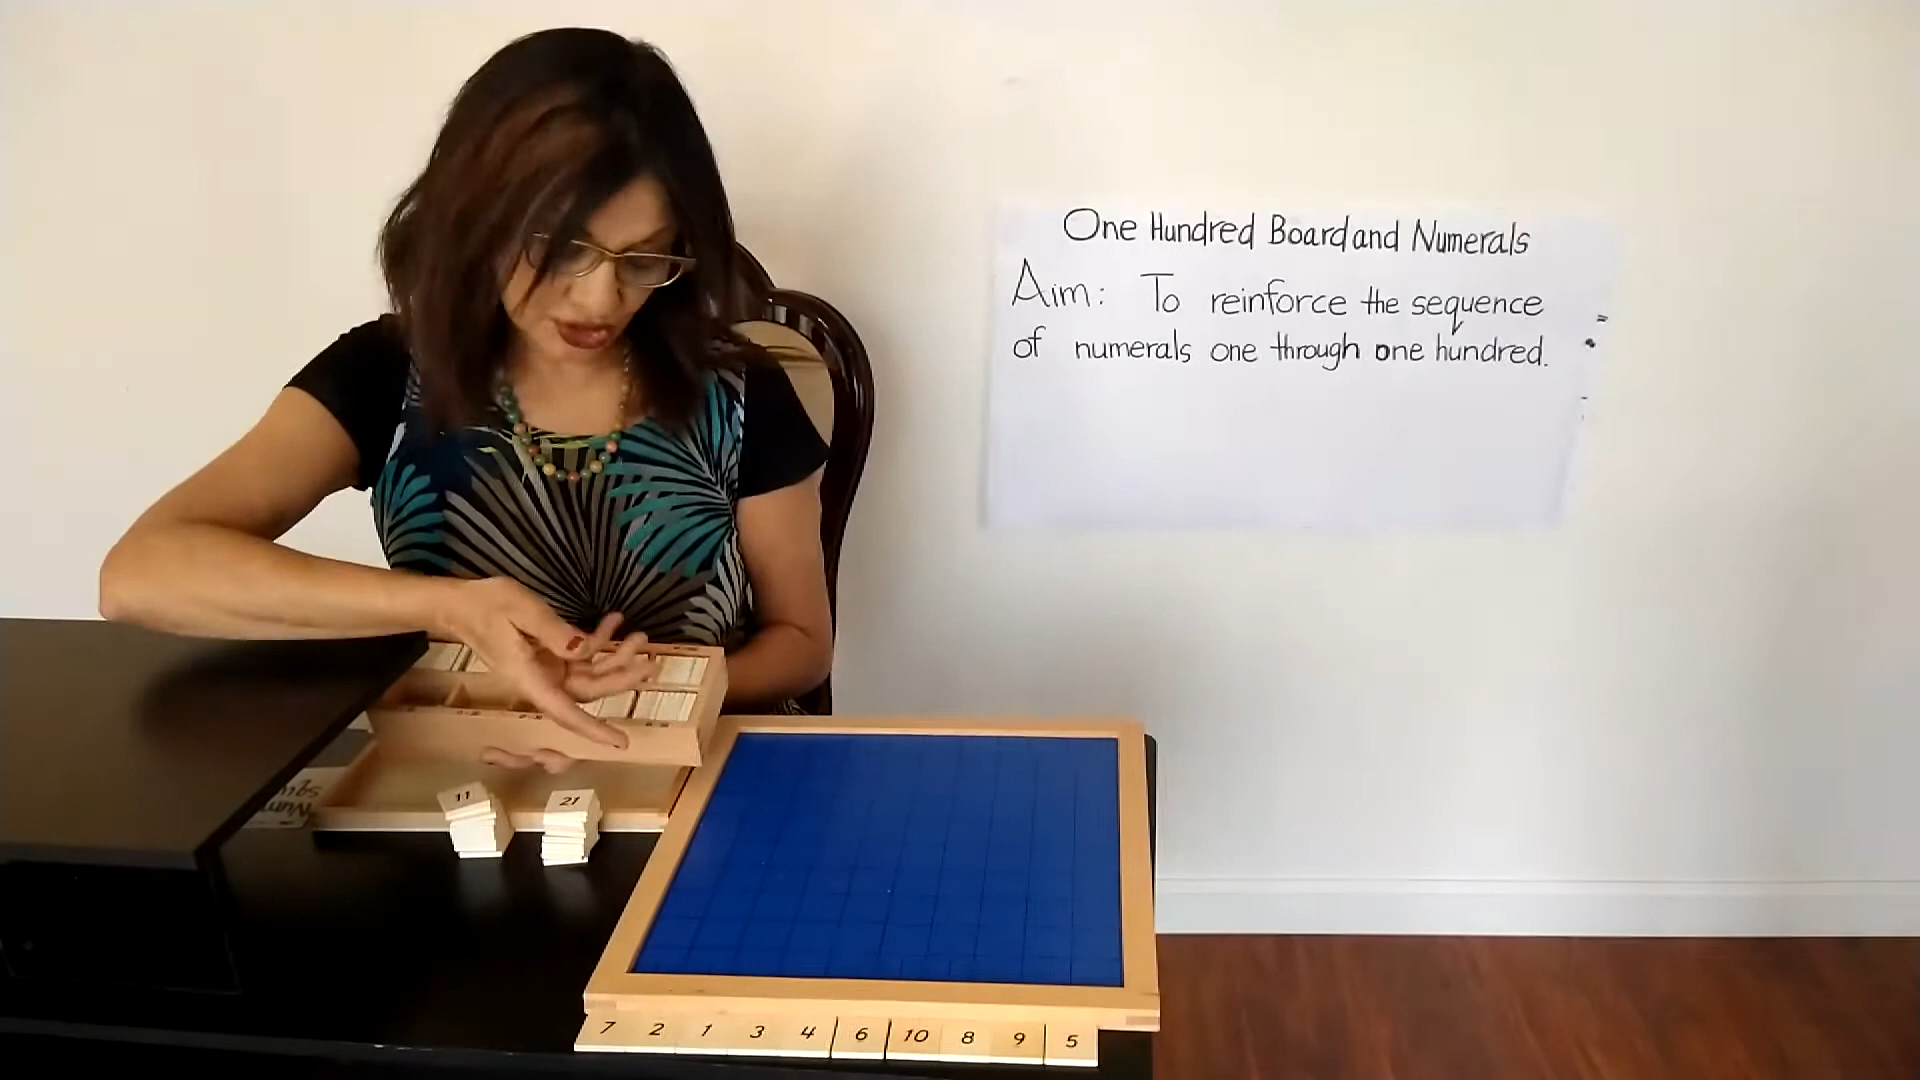 One Hundred Board and Numerals
Aim: To reinforce the sequence
of numerals one through one hundred.
11
21
7 2 1 3 4 6 10 8 9 5